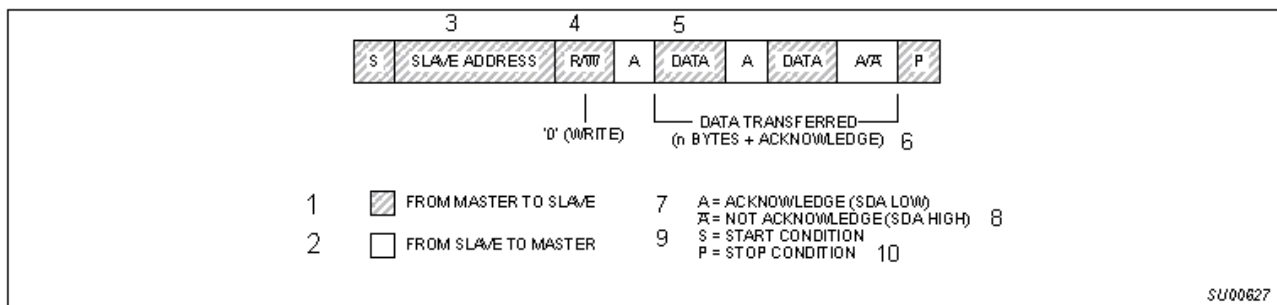 3 4 5
S SLAVE ADDRESS R/W̅ A DATA A DATA A/A̅ P
'0' (WRITE)
DATA TRANSFERRED
(n BYTES + ACKNOWLEDGE) 6
1 FROM MASTER TO SLAVE
2 FROM SLAVE TO MASTER
7 A = ACKNOWLEDGE (SDA LOW)
A̅ = NOT ACKNOWLEDGE (SDA HIGH) 8
9 S = START CONDITION
P = STOP CONDITION 10
SU00627